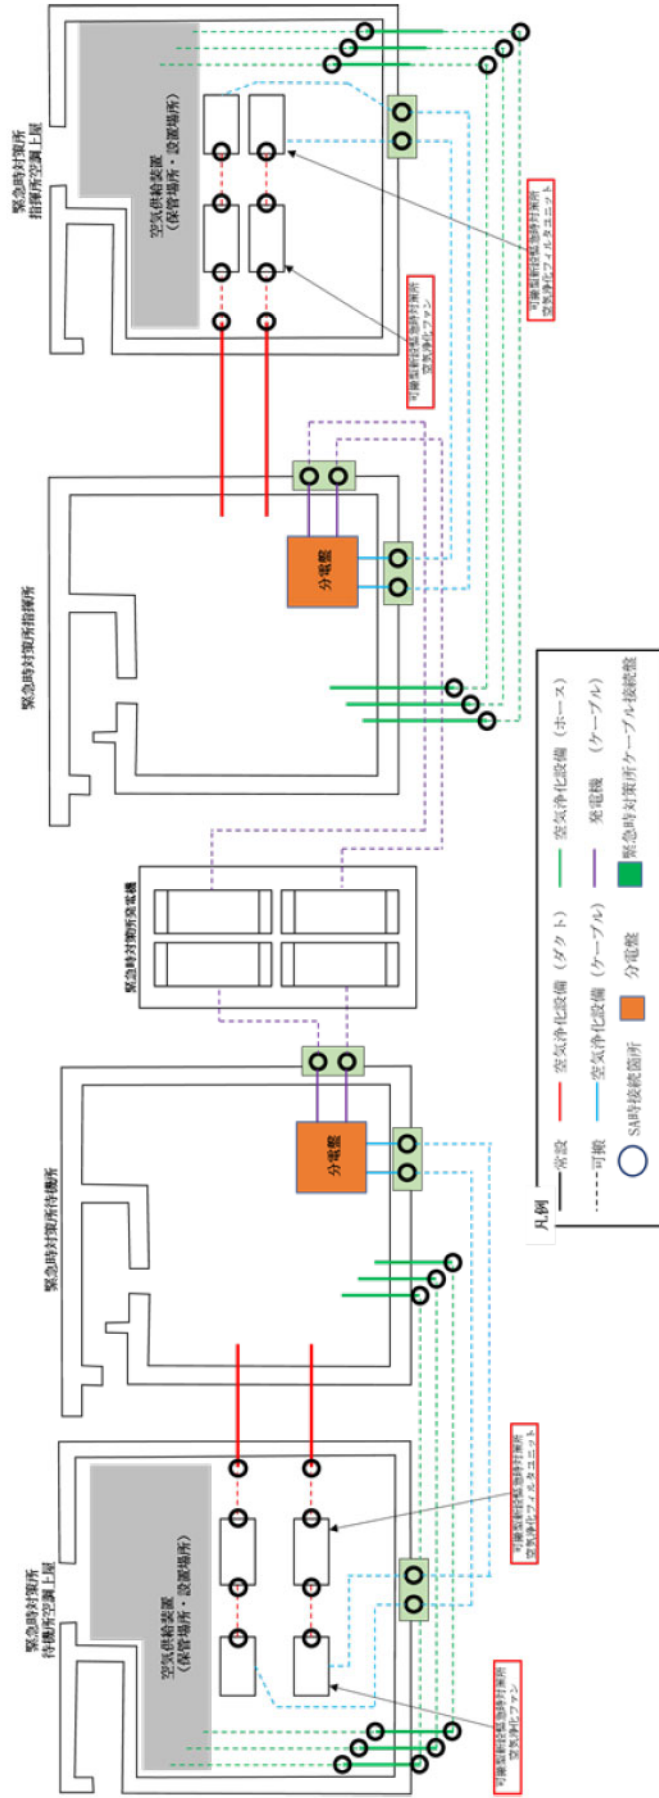 緊急時対策所
待機所空調上屋
空気供給装置
(保管場所・設置場所)
可搬型新設緊急時対策所
空気浄化ファン
可搬型新設緊急時対策所
空気浄化フィルタユニット
緊急時対策所待機所
分電盤
緊急時対策所発電機
緊急時対策所指揮所
分電盤
緊急時対策所
指揮所空調上屋
空気供給装置
(保管場所・設置場所)
可搬型新設緊急時対策所
空気浄化ファン
可搬型新設緊急時対策所
空気浄化フィルタユニット
凡例
常設
空気浄化設備(ダクト)
空気浄化設備(ホース)
可搬
空気浄化設備(ケーブル)
発電機 (ケーブル)
SA時接続箇所
分電盤
緊急時対策所ケーブル接続盤